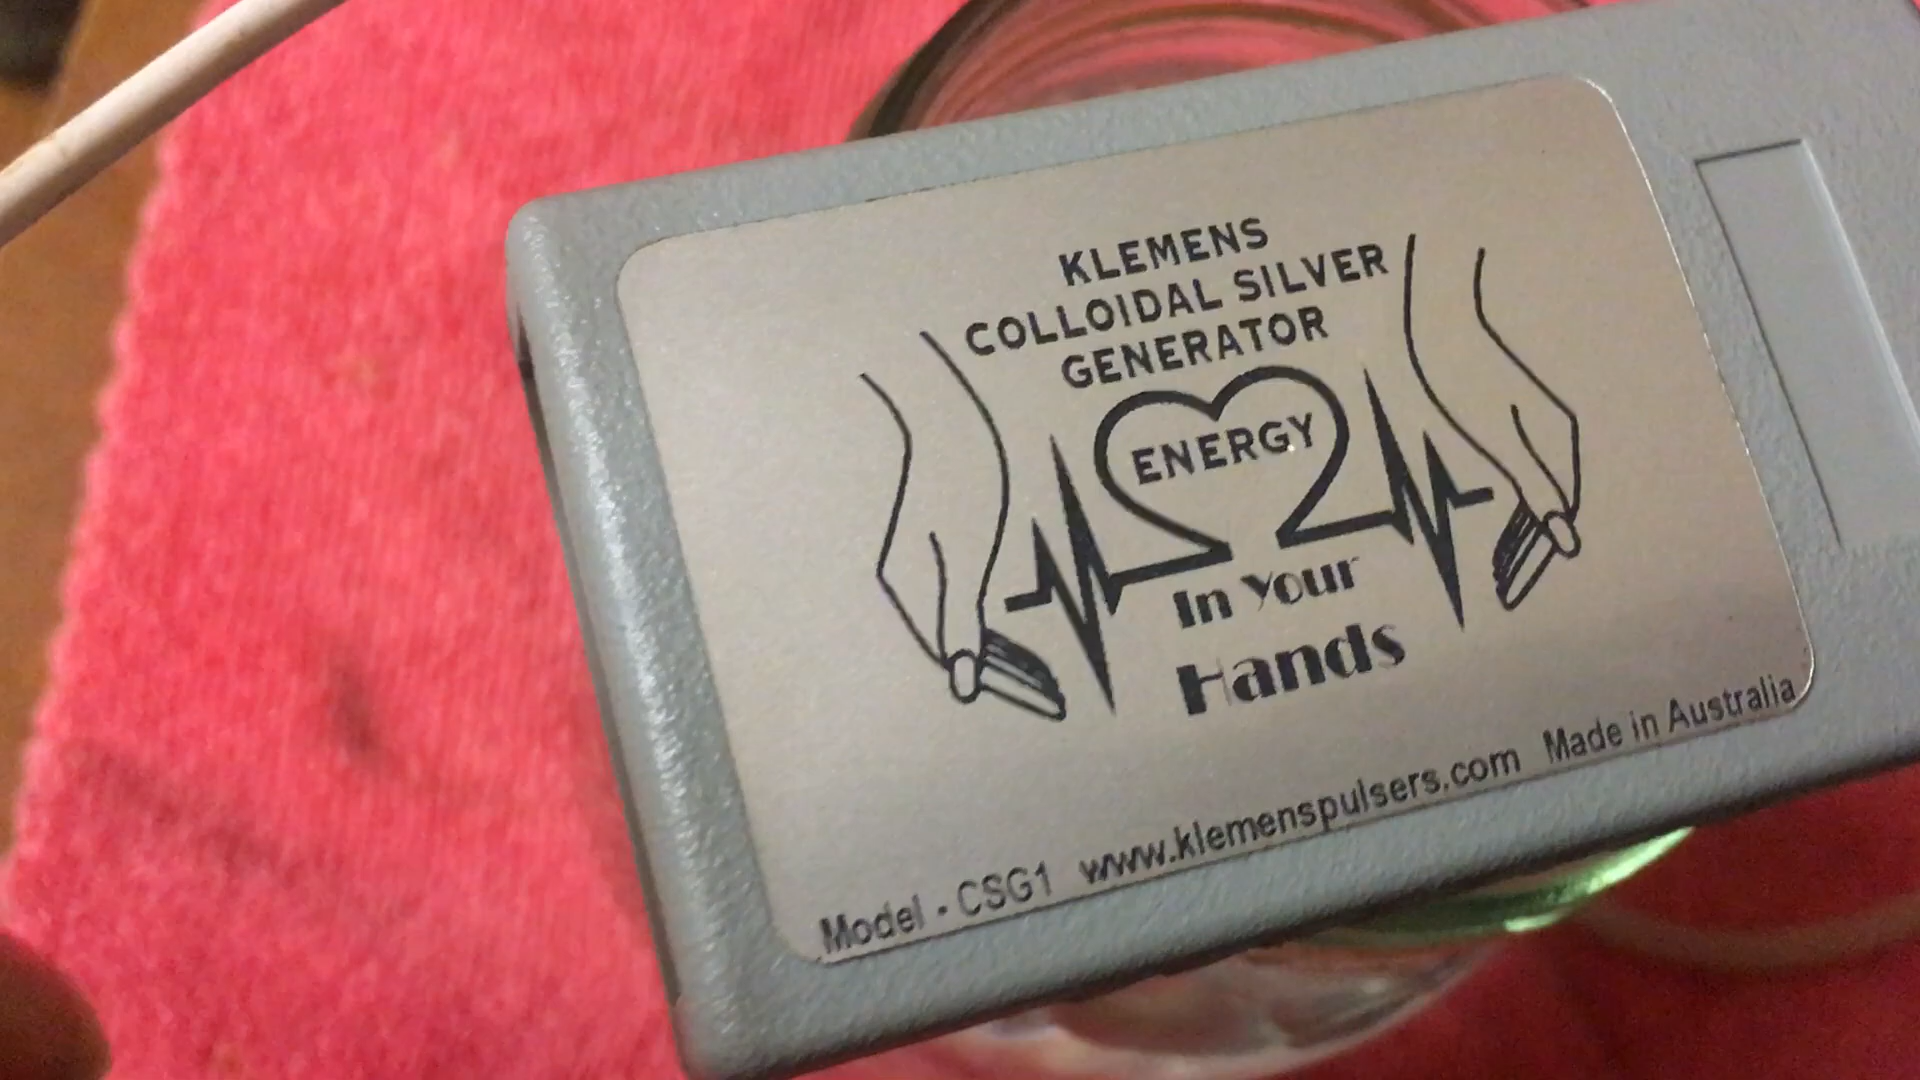 KLEMENS
COLLOIDAL SILVER
GENERATOR
ENERGY
In Your
Hands
Model - CSG1 www.klemenspulsers.com Made in Australia